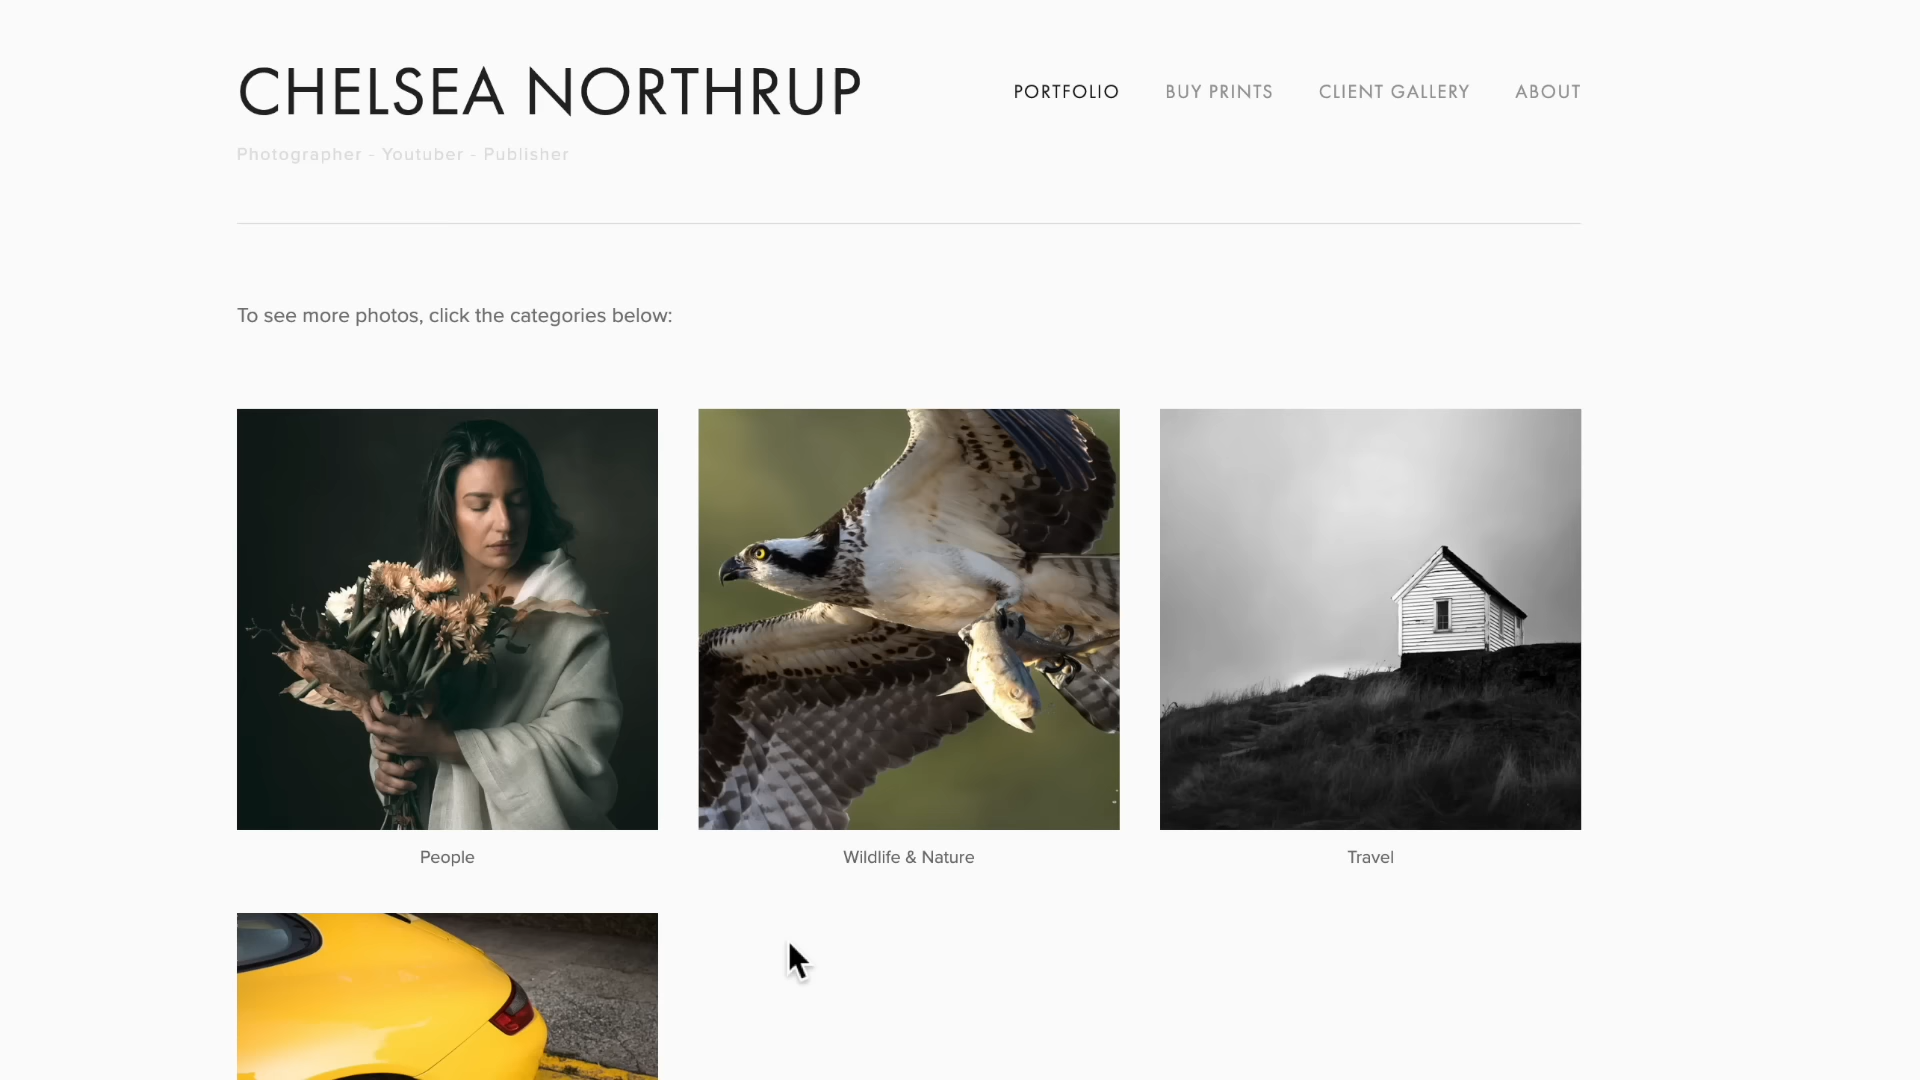 CHELSEA NORTHRUP
PORTFOLIO BUY PRINTS CLIENT GALLERY ABOUT
Photographer - Youtuber - Publisher
To see more photos, click the categories below:
People
Wildlife & Nature
Travel